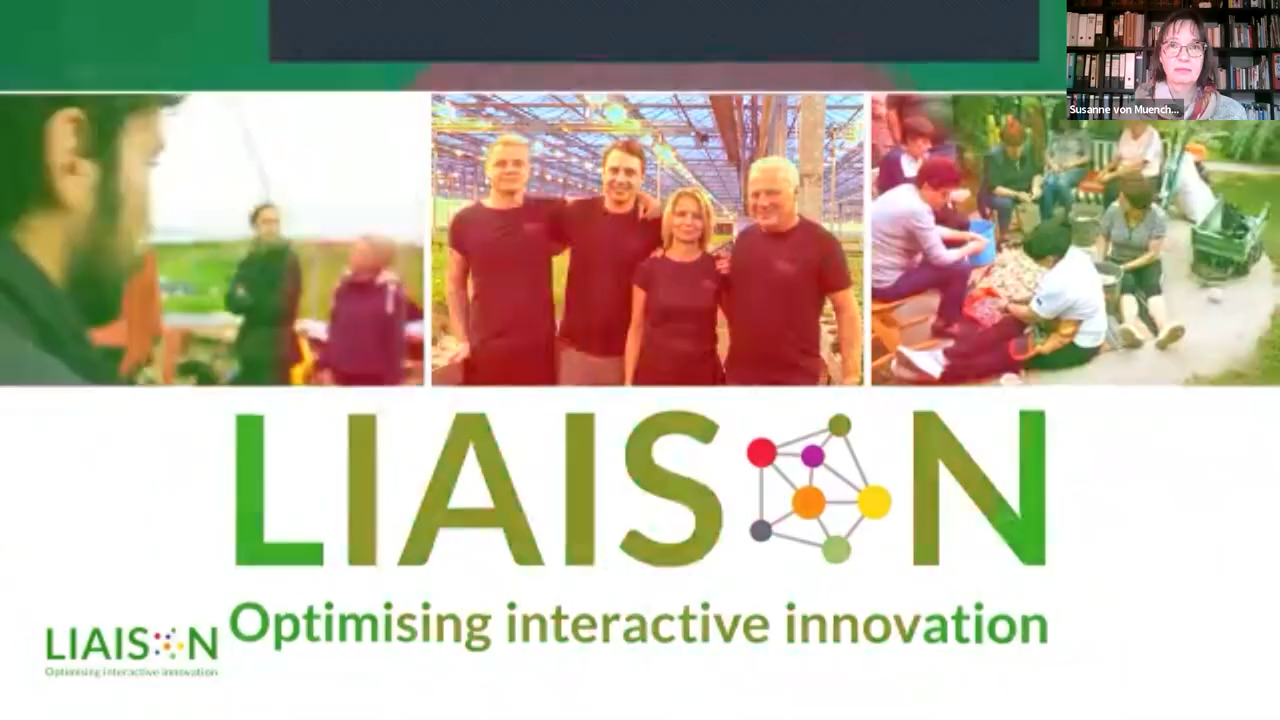 Susanne von Muench...
LIAISON
Optimising interactive innovation
LIAISON
Optimising interactive innovation